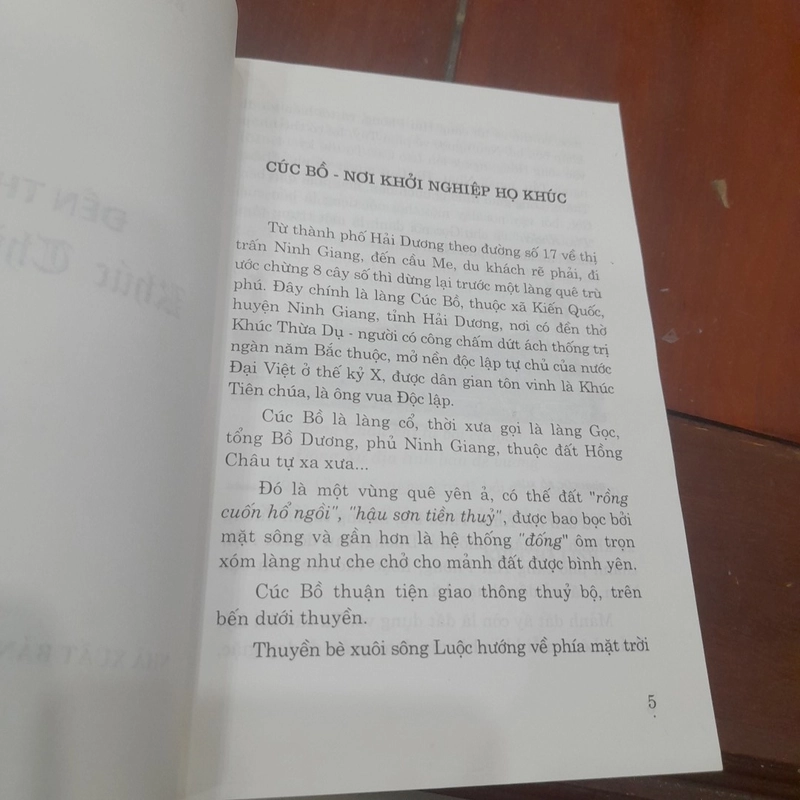 CÚC BỒ - NƠI KHỞI NGHIỆP HỌ KHÚC
Từ thành phố Hải Dương theo đường số 17 về thị
trấn Ninh Giang, đến cầu Me, du khách rẽ phải, đi
ước chừng 8 cây số thì dừng lại trước một làng quê trù
phú. Đây chính là làng Cúc Bồ, thuộc xã Kiến Quốc,
huyện Ninh Giang, tỉnh Hải Dương, nơi có đền thờ
Khúc Thừa Dụ - người có công chấm dứt ách thống trị
ngàn năm Bắc thuộc, mở nền độc lập tự chủ của nước
Đại Việt ở thế kỷ X, được dân gian tôn vinh là Khúc
Tiên chúa, là ông vua Độc lập.
Cúc Bồ là làng cổ, thời xưa gọi là làng Gọc,
tổng Bồ Dương, phủ Ninh Giang, thuộc đất Hồng
Châu tự xa xưa...
Đó là một vùng quê yên ả, có thế đất "rồng
cuốn hổ ngồi", "hậu sơn tiền thuỷ", được bao bọc bởi
mặt sông và gần hơn là hệ thống "đống" ôm trọn
xóm làng như che chở cho mảnh đất được bình yên.
Cúc Bồ thuận tiện giao thông thuỷ bộ, trên
bến dưới thuyền.
Thuyền bè xuôi sông Luộc hướng về phía mặt trời
5